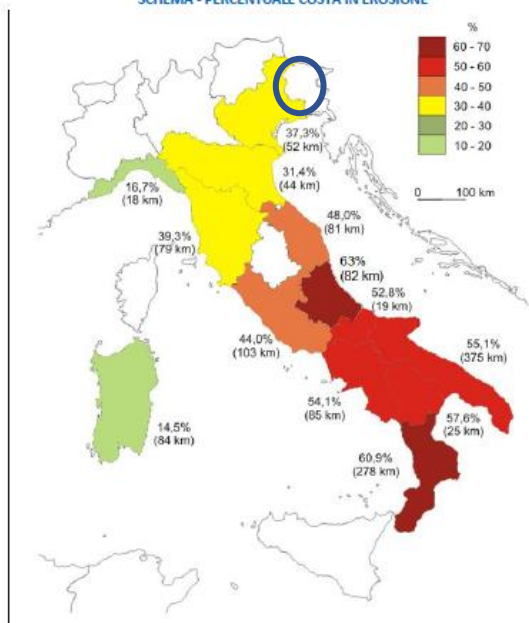 SCHEMA - PERCENTUALE COSTA IN EROSIONE
%
60 - 70
50 - 60
40 - 50
30 - 40
20 - 30
10 - 20
0 100 km
37,3%
(52 km)
31,4%
(44 km)
16,7%
(18 km)
48,0%
(81 km)
39,3%
(79 km)
63%
(82 km)
52,8%
(19 km)
44,0%
(103 km)
55,1%
(375 km)
54,1%
(85 km)
57,6%
(25 km)
14,5%
(84 km)
60,9%
(278 km)